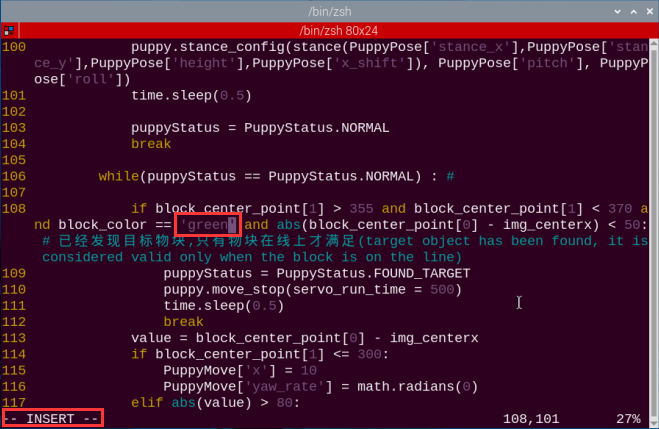 /bin/zsh
/bin/zsh 80x24
100             puppy.stance_config(stance(PuppyPose['stance_x'],PuppyPose['stan
ce_y'],PuppyPose['height'],PuppyPose['x_shift']), PuppyPose['pitch'], PuppyP
ose['roll'])
101             time.sleep(0.5)
102
103             puppyStatus = PuppyStatus.NORMAL
104             break
105
106         while(puppyStatus == PuppyStatus.NORMAL) : #
107
108             if block_center_point[1] > 355 and block_center_point[1] < 370 a
nd block_color == 'green' and abs(block_center_point[0] - img_centerx) < 50:
 # 已经发现目标物块,只有物块在线上才满足(target object has been found, it is
 considered valid only when the block is on the line)
109                 puppyStatus = PuppyStatus.FOUND_TARGET
110                 puppy.move_stop(servo_run_time = 500)
111                 time.sleep(0.5)
112                 break
113             value = block_center_point[0] - img_centerx
114             if block_center_point[1] <= 300:
115                 PuppyMove['x'] = 10
116                 PuppyMove['yaw_rate'] = math.radians(0)
117             elif abs(value) > 80:
-- INSERT -- 108,101 27%